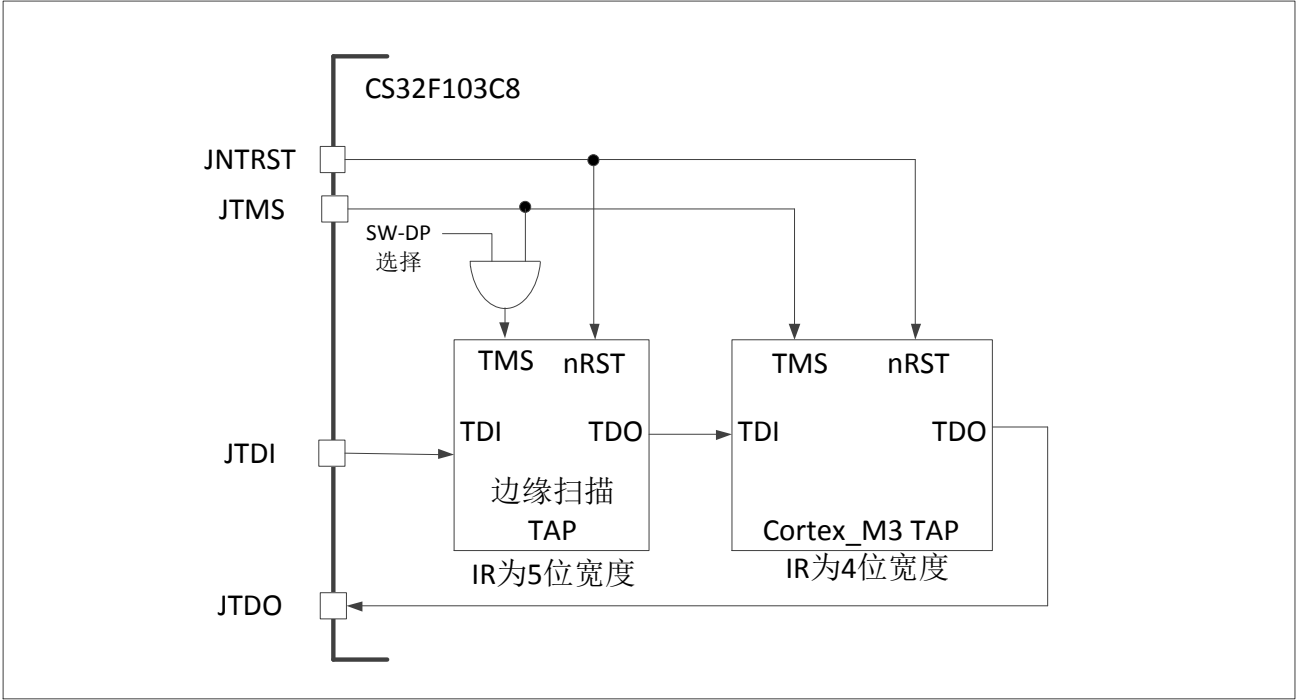 CS32F103C8
JNTRST
JTMS
SW-DP
选择
TMS nRST
TMS nRST
JTDI
TDI TDO
TDI TDO
边缘扫描
TAP
Cortex_M3 TAP
IR为5位宽度
IR为4位宽度
JTDO